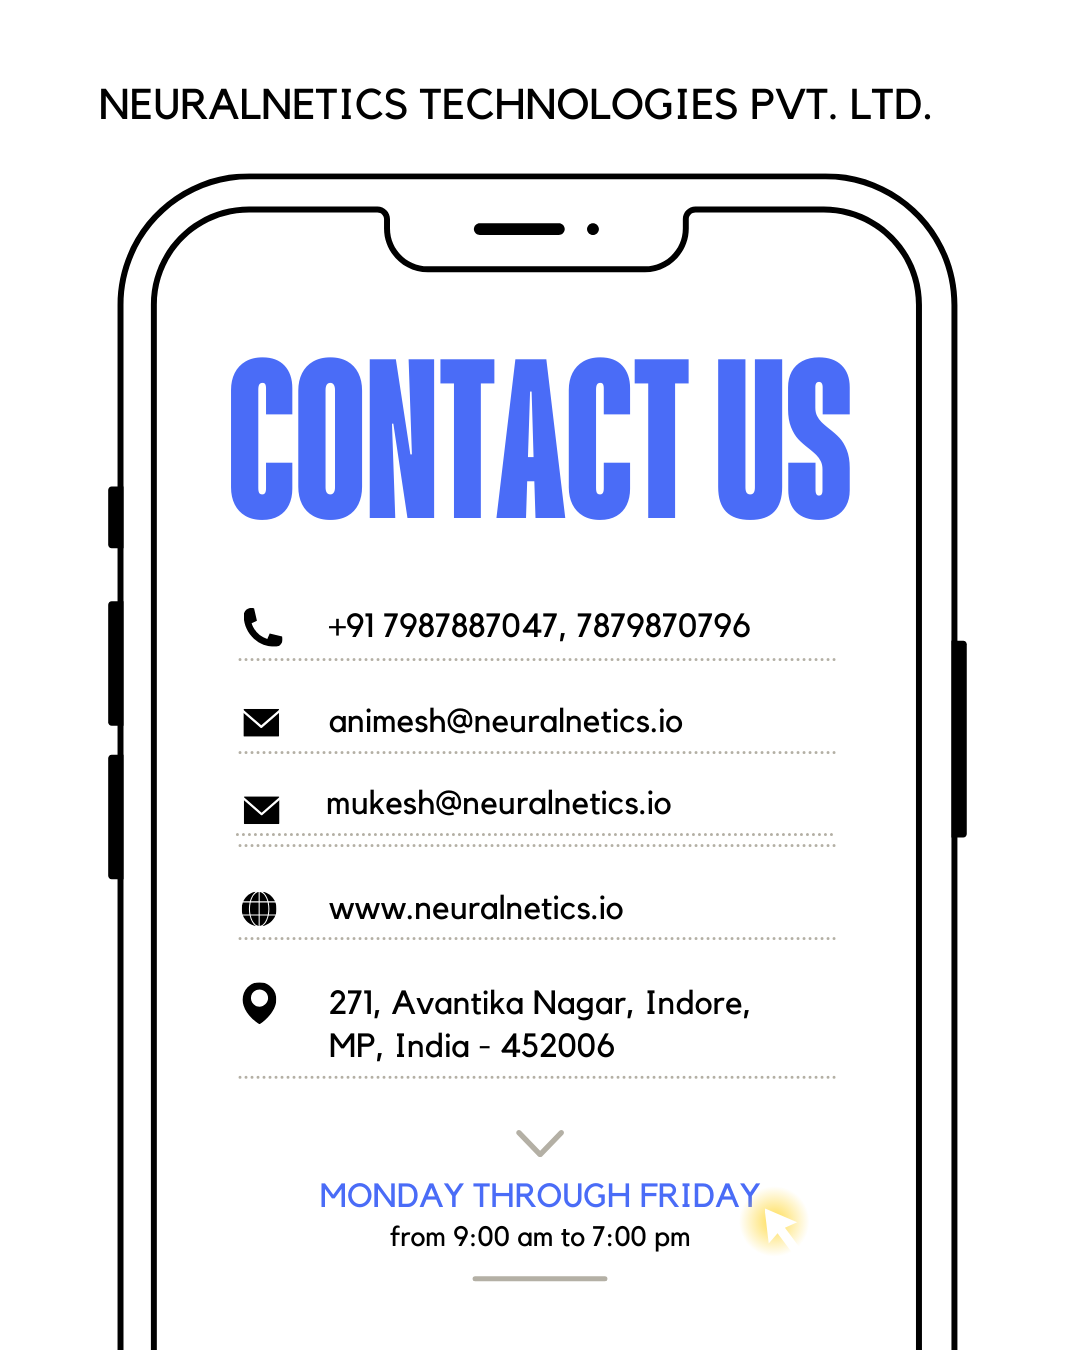 NEURALNETICS TECHNOLOGIES PVT. LTD.
CONTACT US
+91 7987887047, 7879870796
animesh@neuralnetics.io
mukesh@neuralnetics.io
www.neuralnetics.io
271, Avantika Nagar, Indore,
MP, India - 452006
MONDAY THROUGH FRIDAY
from 9:00 am to 7:00 pm